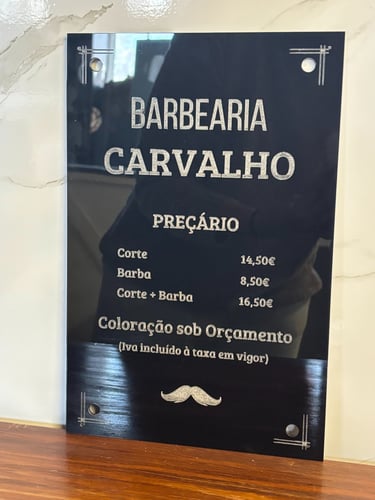 BARBEARIA
CARVALHO
PREÇÁRIO
Corte 14,50€
Barba 8,50€
Corte + Barba 16,50€
Coloração sob Orçamento
(Iva incluído à taxa em vigor)